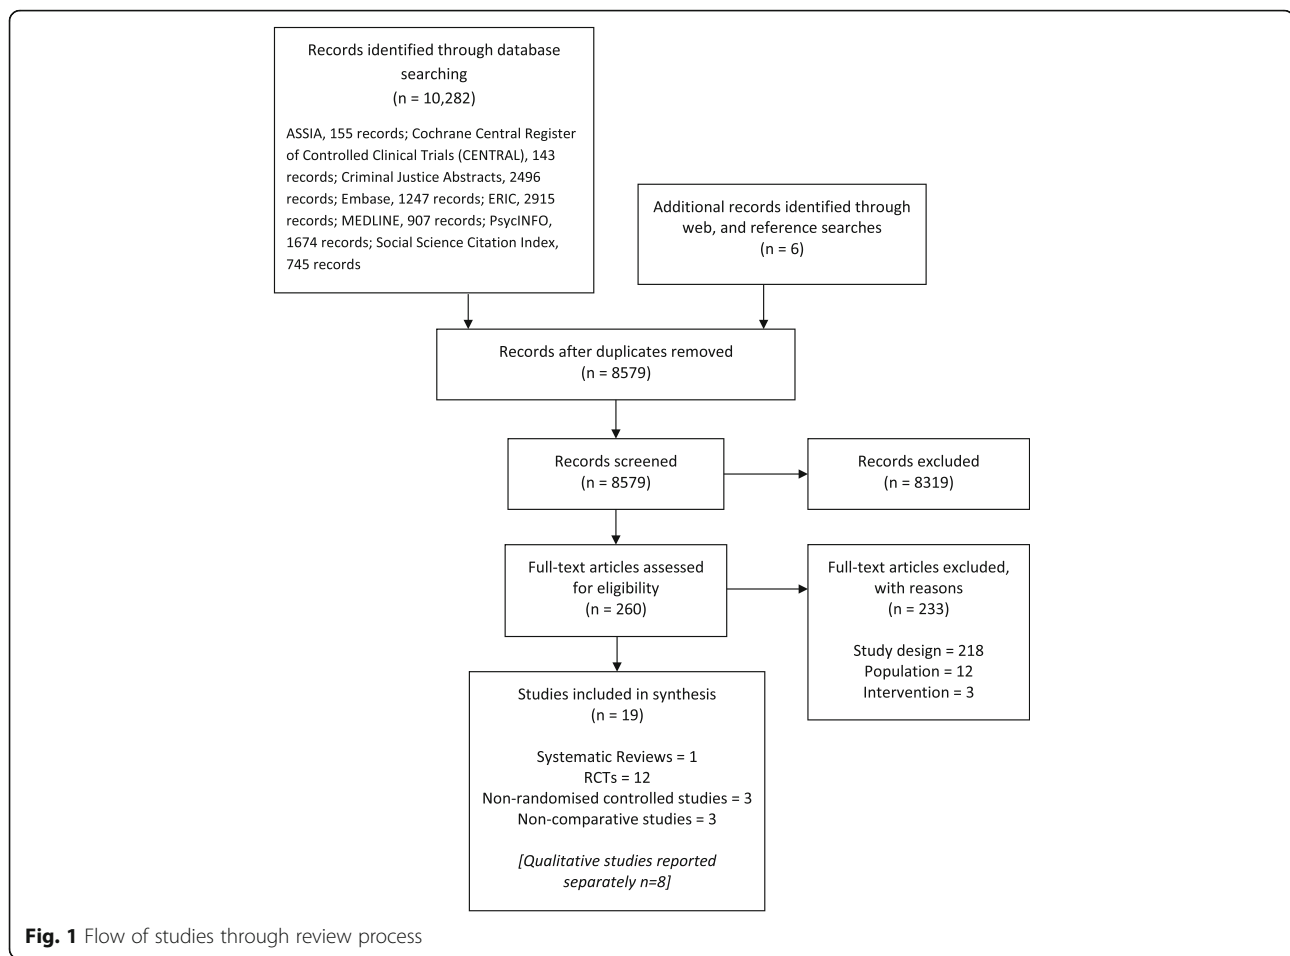 Records identified through database
searching
(n = 10,282)
ASSIA, 155 records; Cochrane Central Register
of Controlled Clinical Trials (CENTRAL), 143
records; Criminal Justice Abstracts, 2496
records; Embase, 1247 records; ERIC, 2915
records; MEDLINE, 907 records; PsycINFO,
1674 records; Social Science Citation Index,
745 records
Additional records identified through
web, and reference searches
(n = 6)
Records after duplicates removed
(n = 8579)
Records screened
(n = 8579)
Records excluded
(n = 8319)
Full-text articles assessed
for eligibility
(n = 260)
Full-text articles excluded,
with reasons
(n = 233)
Study design = 218
Population = 12
Intervention = 3
Studies included in synthesis
(n = 19)
Systematic Reviews = 1
RCTs = 12
Non-randomised controlled studies = 3
Non-comparative studies = 3
[Qualitative studies reported
separately n=8]
Fig. 1 Flow of studies through review process